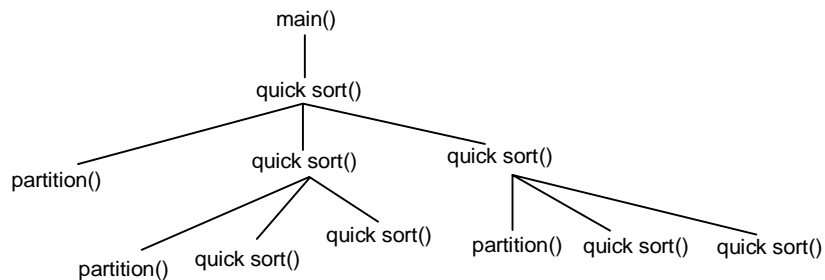 main()
quick sort()
partition() quick sort() quick sort()
partition() quick sort() quick sort() partition() quick sort() quick sort()